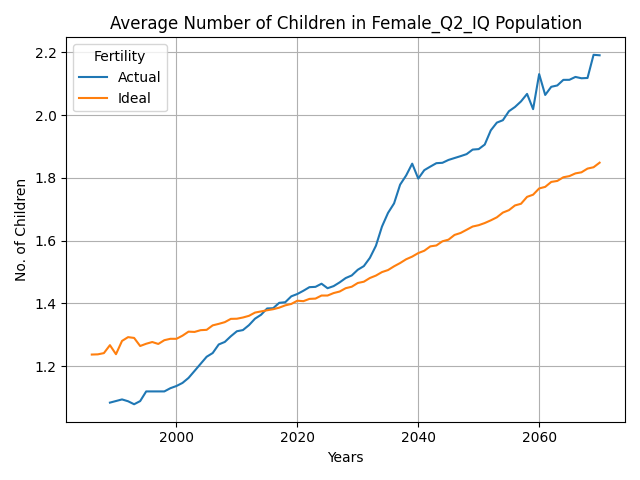 Average Number of Children in Female_Q2_IQ Population
Fertility
Actual
Ideal
2.2
2.0
1.8
1.6
1.4
1.2
No. of Children
2000
2020
2040
2060
Years